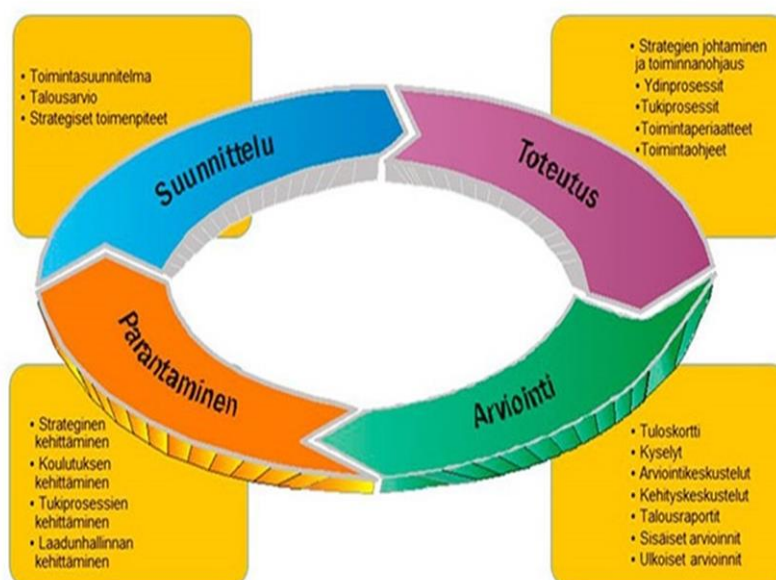 • Toimintasuunnitelma
• Talousarvio
• Strategiset toimenpiteet
Suunnittelu
• Strategien johtaminen
ja toiminnanohjaus
• Ydinprosessit
• Tukiprosessit
• Toimintaperiaatteet
• Toimintaohjeet
Toteutus
Parantaminen
Arviointi
• Strateginen
kehittäminen
• Koulutuksen
kehittäminen
• Tukiprosessien
kehittäminen
• Laadunhallinnan
kehittäminen
• Tuloskortti
• Kyselyt
• Arviointikeskustelut
• Kehityskeskustelut
• Talousraportit
• Sisäiset arvioinnit
• Ulkoiset arvioinnit